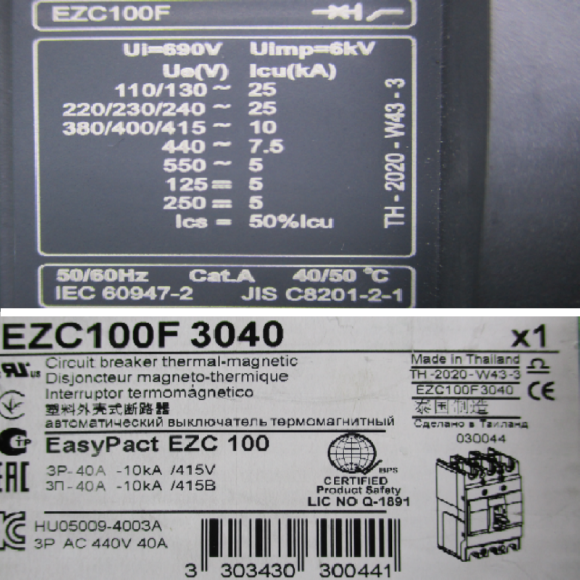 EZC100F
Ui=690V Uimp=6kV
Ue(V) Icu(kA)
110/130 ~ 25
220/230/240 ~ 25
380/400/415 ~ 10
440 ~ 7.5
550 ~ 5
125 ⎓ 5
250 ⎓ 5
Ics = 50%Icu
TH-2020-W43-3
50/60Hz Cat.A 40/50 °C
IEC 60947-2 JIS C8201-2-1
EZC100F 3040 x1
Circuit breaker thermal-magnetic
Disjoncteur magneto-thermique
Interruptor termomagnético
塑料外壳式断路器
автоматический выключатель термомагнитный
Made in Thailand
TH-2020-W43-3
EZC100F3040
泰国制造
Сделано в Таиланд
030044
EasyPact EZC 100
3P-40A -10kA /415V
3П-40A -10kA /415B
BPS
CERTIFIED
Product Safety
LIC NO Q-1891
HU05009-4003A
3P AC 440V 40A
3 303430 300441